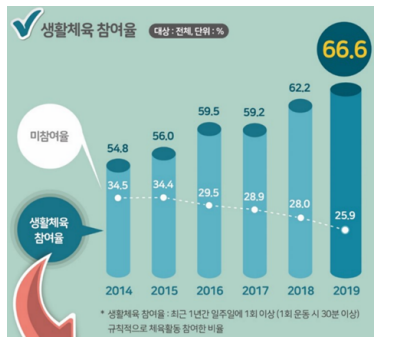 생활체육 참여율 대상 : 전체, 단위 : %
66.6
62.2
59.5 59.2
56.0
54.8
미참여율
34.5 34.4 29.5 28.9 28.0 25.9
생활체육
참여율
2014 2015 2016 2017 2018 2019
* 생활체육 참여율 : 최근 1년간 일주일에 1회 이상 (1회 운동 시 30분 이상)
규칙적으로 체육활동 참여한 비율